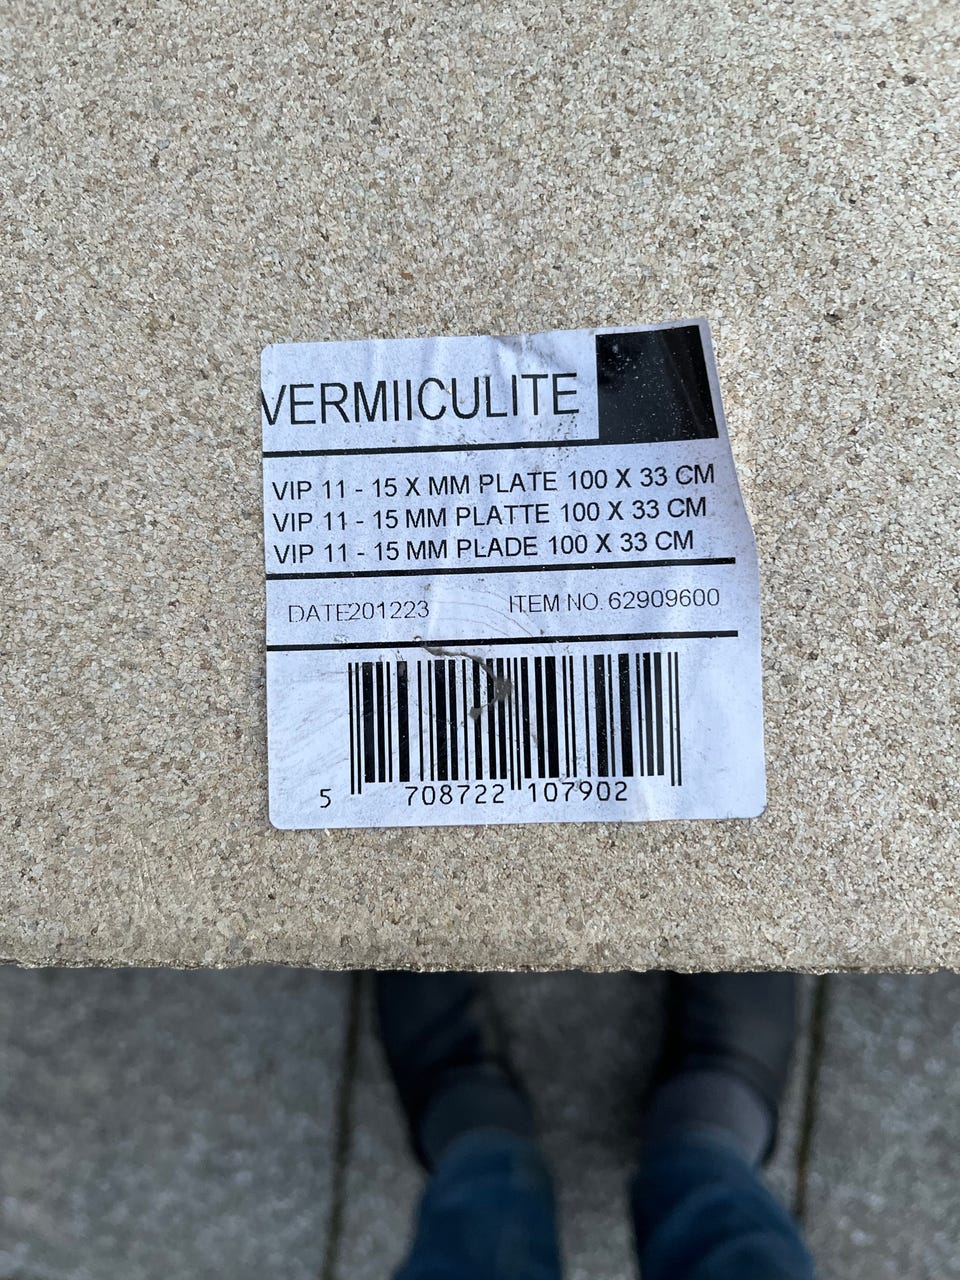 VERMIICULITE
VIP 11 - 15 X MM PLATE 100 X 33 CM
VIP 11 - 15 MM PLATTE 100 X 33 CM
VIP 11 - 15 MM PLADE 100 X 33 CM
DATE201223 ITEM NO. 62909600
5 708722 107902